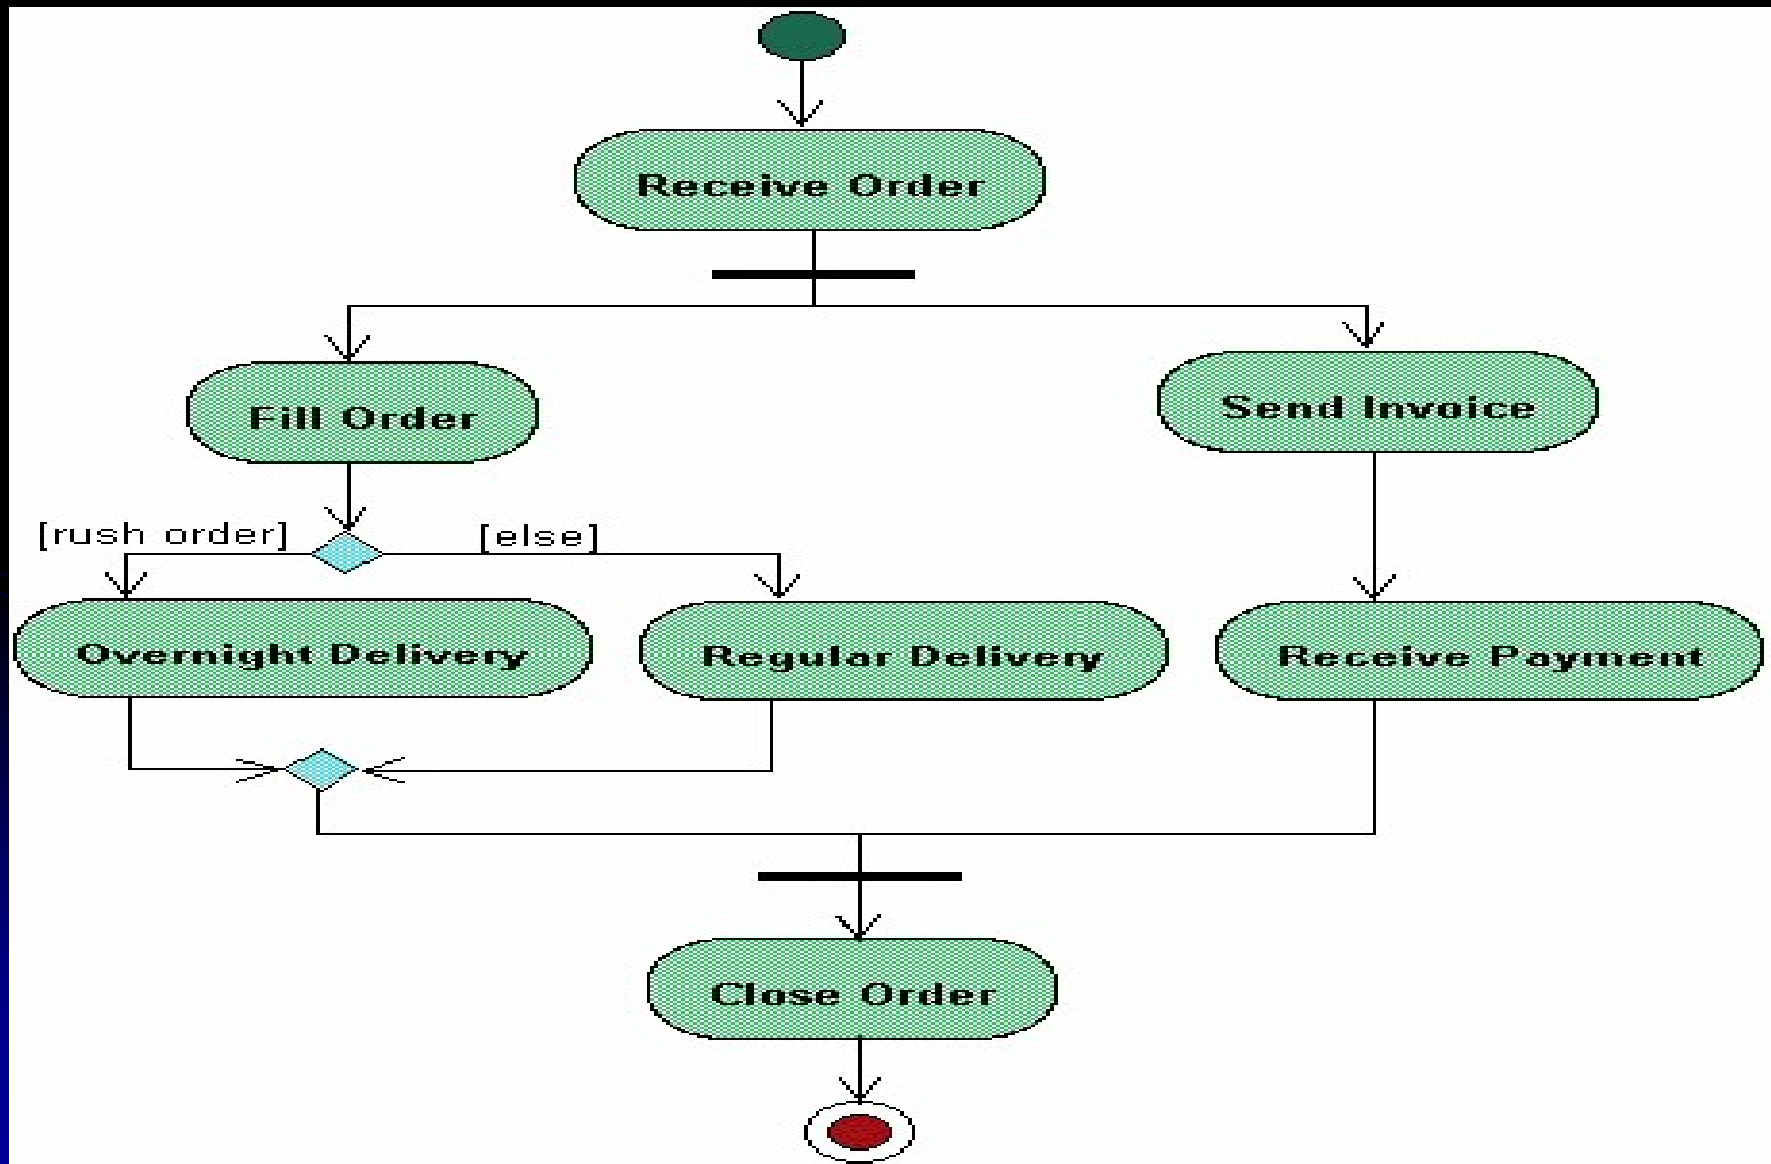 Receive Order
Fill Order
Send Invoice
[rush order]
[else]
Overnight Delivery
Regular Delivery
Receive Payment
Close Order